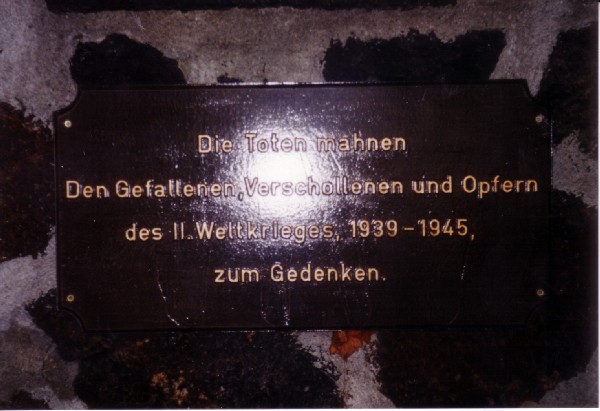 Die Toten mahnen
Den Gefallenen, Verschollenen und Opfern
des II. Weltkrieges, 1939-1945,
zum Gedenken.